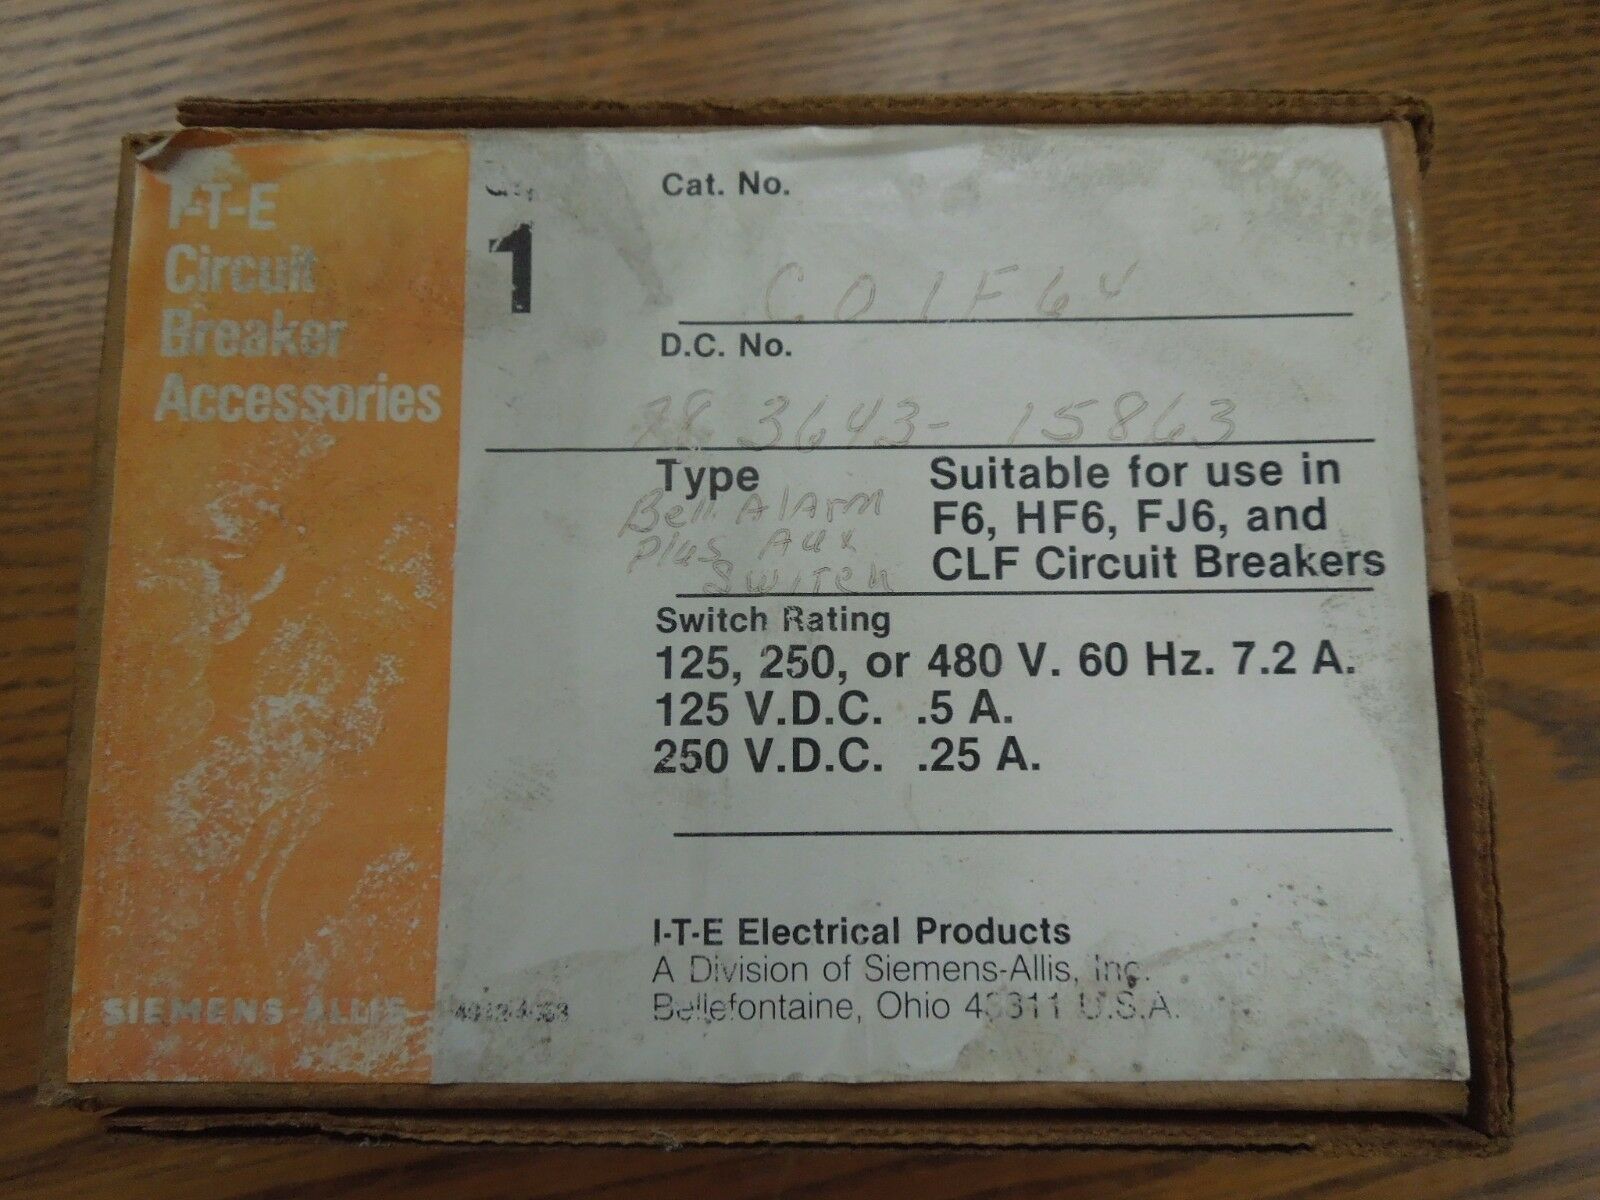 I-T-E
Circuit
Breaker
Accessories
SIEMENS-ALLIS
1
Cat. No.
C01F64
D.C. No.
78 3643-15863
Type
Bell Alarm
plus Aux
Switch
Suitable for use in
F6, HF6, FJ6, and
CLF Circuit Breakers
Switch Rating
125, 250, or 480 V. 60 Hz. 7.2 A.
125 V.D.C. .5 A.
250 V.D.C. .25 A.
I-T-E Electrical Products
A Division of Siemens-Allis, Inc.
Bellefontaine, Ohio 43311 U.S.A.